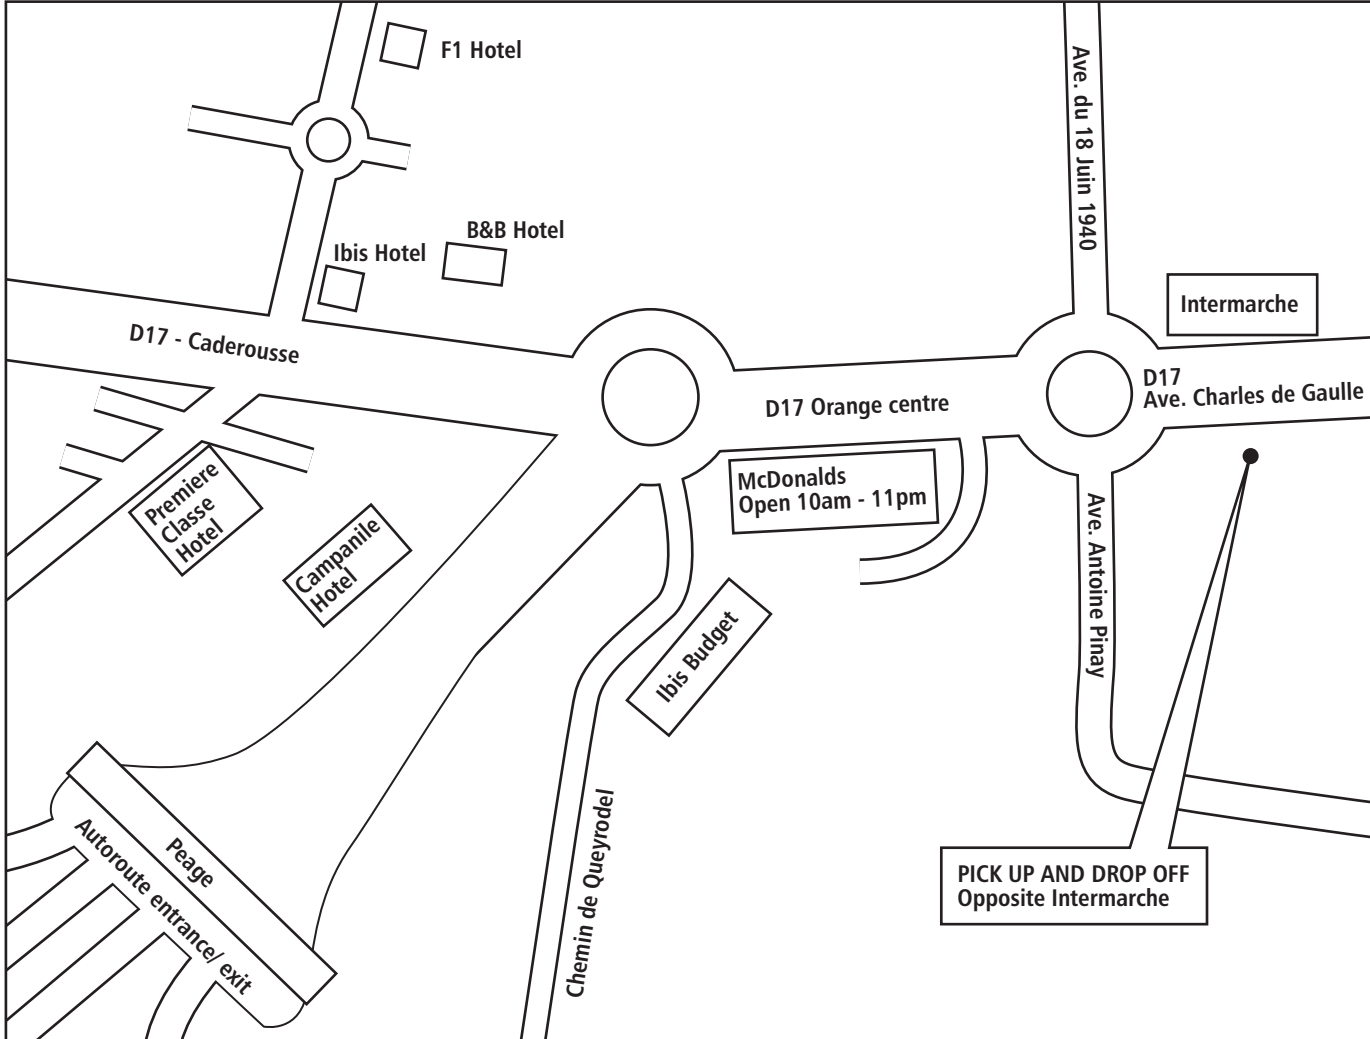 F1 Hotel
Ave. du 18 Juin 1940
B&B Hotel
Ibis Hotel
Intermarche
D17 - Caderousse
D17
Ave. Charles de Gaulle
D17 Orange centre
McDonalds
Open 10am - 11pm
Premiere
Classe
Hotel
Campanile
Hotel
Ave. Antoine Pinay
Ibis Budget
Peage
Autoroute entrance/ exit
Chemin de Queyrodel
PICK UP AND DROP OFF
Opposite Intermarche